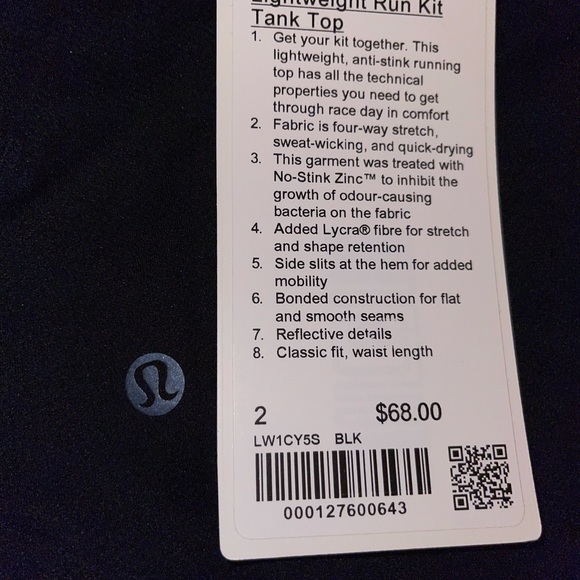 Lightweight Run Kit
Tank Top
1. Get your kit together. This
lightweight, anti-stink running
top has all the technical
properties you need to get
through race day in comfort
2. Fabric is four-way stretch,
sweat-wicking, and quick-drying
3. This garment was treated with
No-Stink Zinc™ to inhibit the
growth of odour-causing
bacteria on the fabric
4. Added Lycra® fibre for stretch
and shape retention
5. Side slits at the hem for added
mobility
6. Bonded construction for flat
and smooth seams
7. Reflective details
8. Classic fit, waist length
2 $68.00
LW1CY5S BLK
000127600643